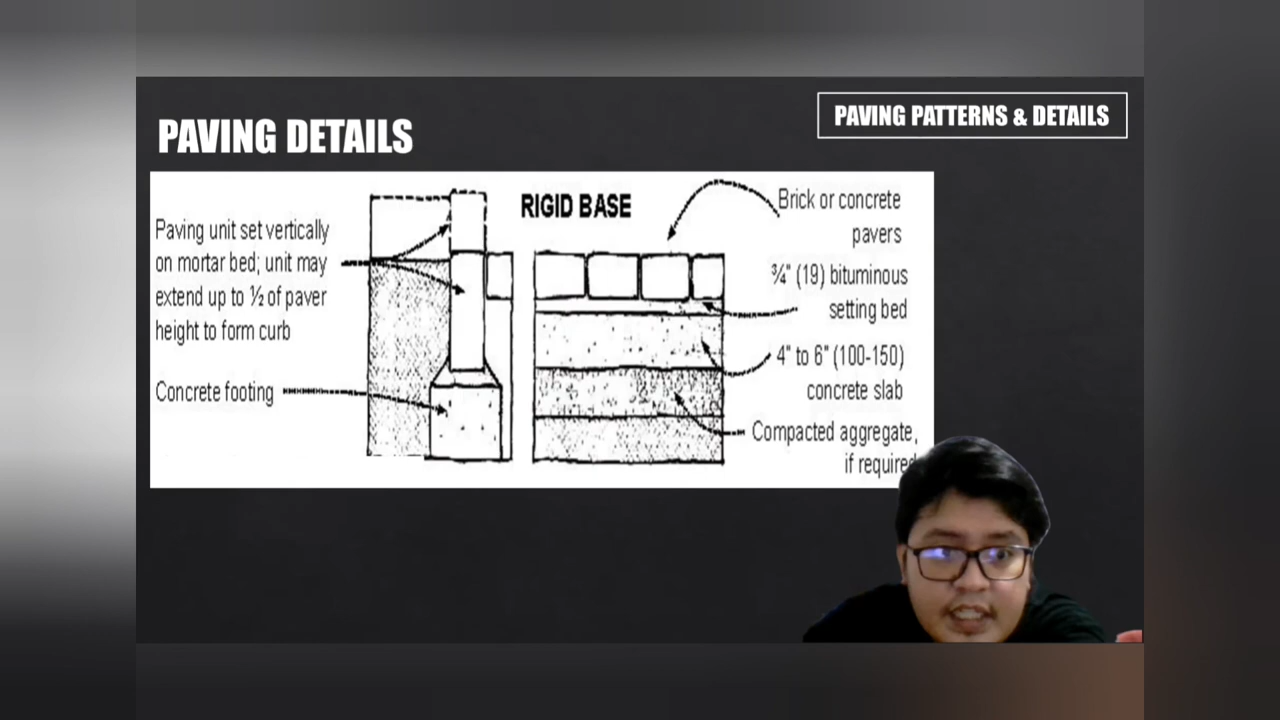 PAVING PATTERNS & DETAILS
PAVING DETAILS
RIGID BASE
Paving unit set vertically
on mortar bed; unit may
extend up to ½ of paver
height to form curb
Concrete footing
Brick or concrete
pavers
¾" (19) bituminous
setting bed
4" to 6" (100-150)
concrete slab
Compacted aggregate,
if required